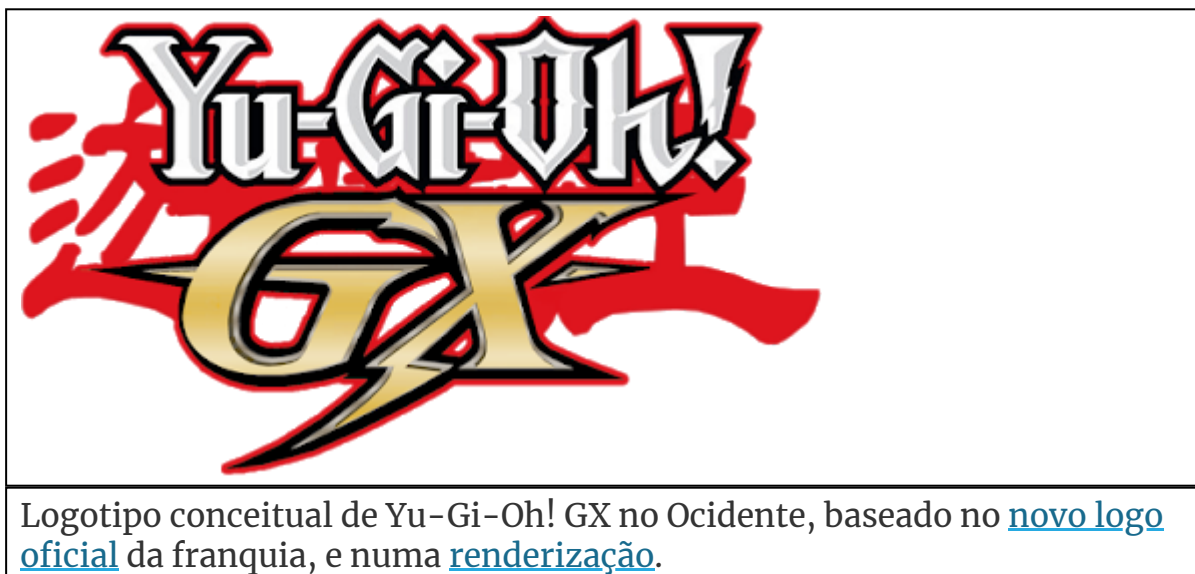 Yu-Gi-Oh!
GX
Logotipo conceitual de Yu-Gi-Oh! GX no Ocidente, baseado no novo logo
oficial da franquia, e numa renderização.